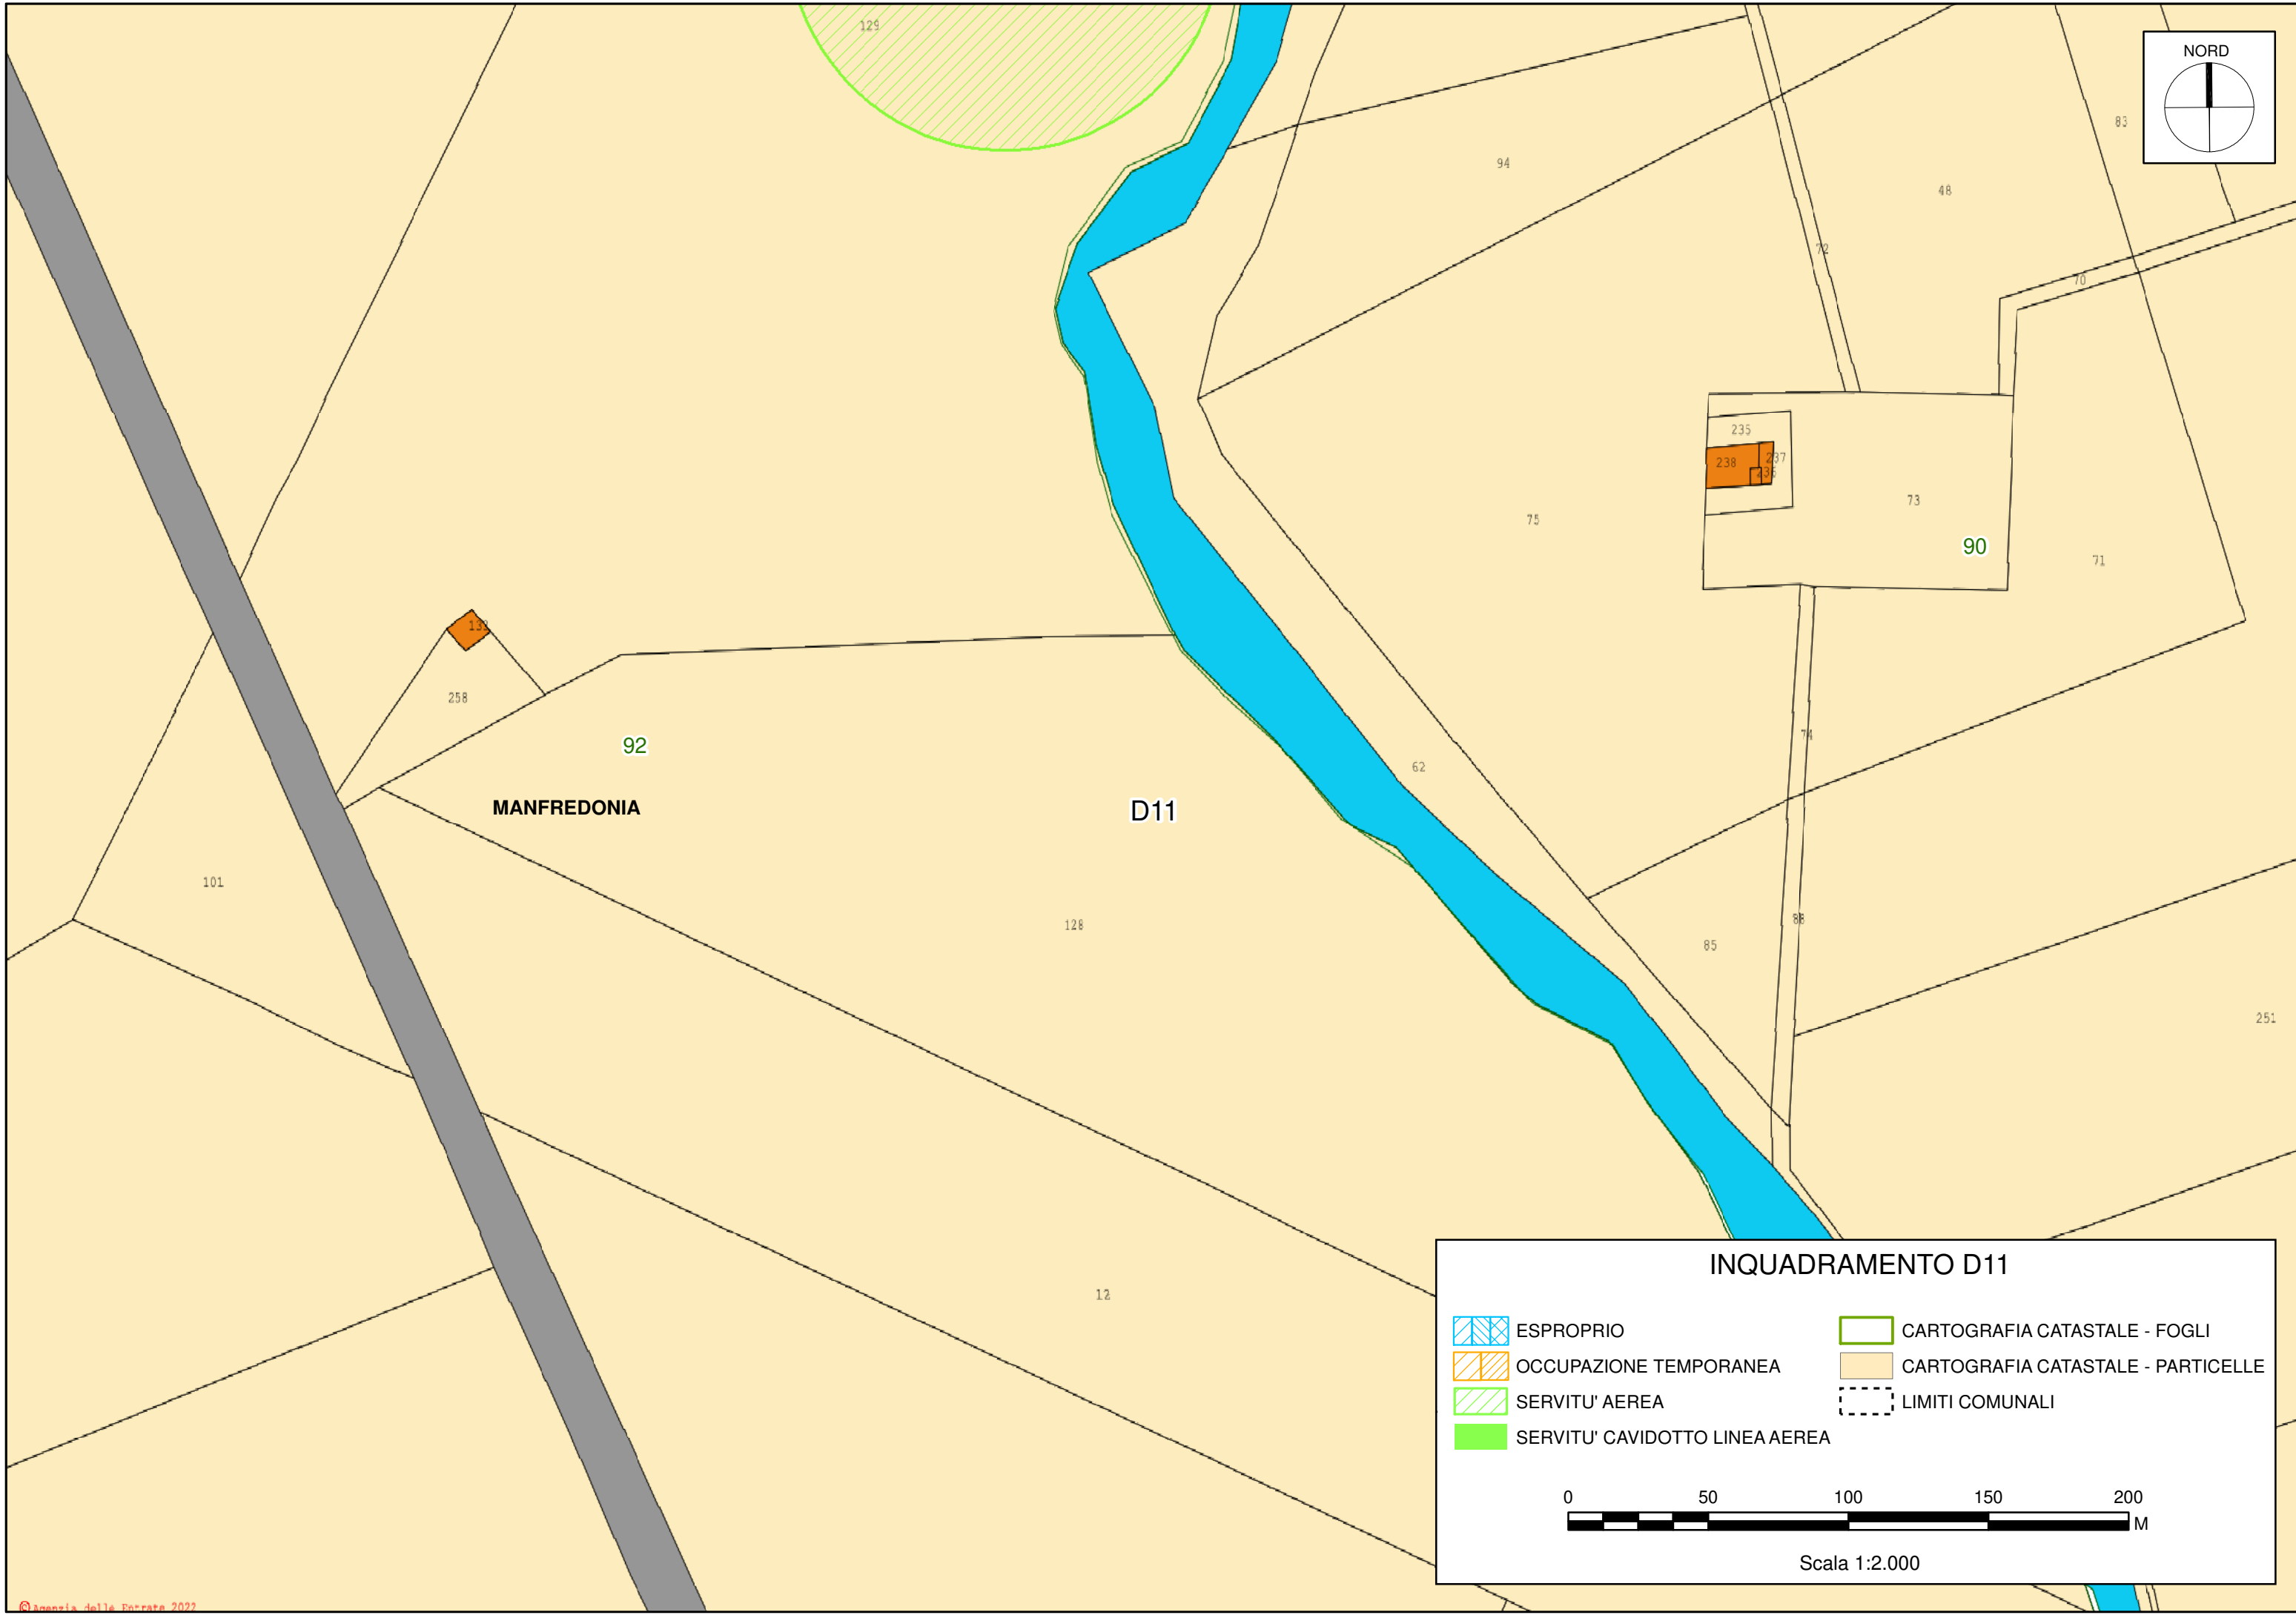 129
NORD
83
94
48
72
70
235
238
237
236
73
75
90
71
133
258
92
74
62
MANFREDONIA
D11
101
128
88
85
251
12
INQUADRAMENTO D11
ESPROPRIO
OCCUPAZIONE TEMPORANEA
SERVITU' AEREA
SERVITU' CAVIDOTTO LINEA AEREA
CARTOGRAFIA CATASTALE - FOGLI
CARTOGRAFIA CATASTALE - PARTICELLE
LIMITI COMUNALI
0 50 100 150 200
M
Scala 1:2.000
© Agenzia delle Entrate 2022